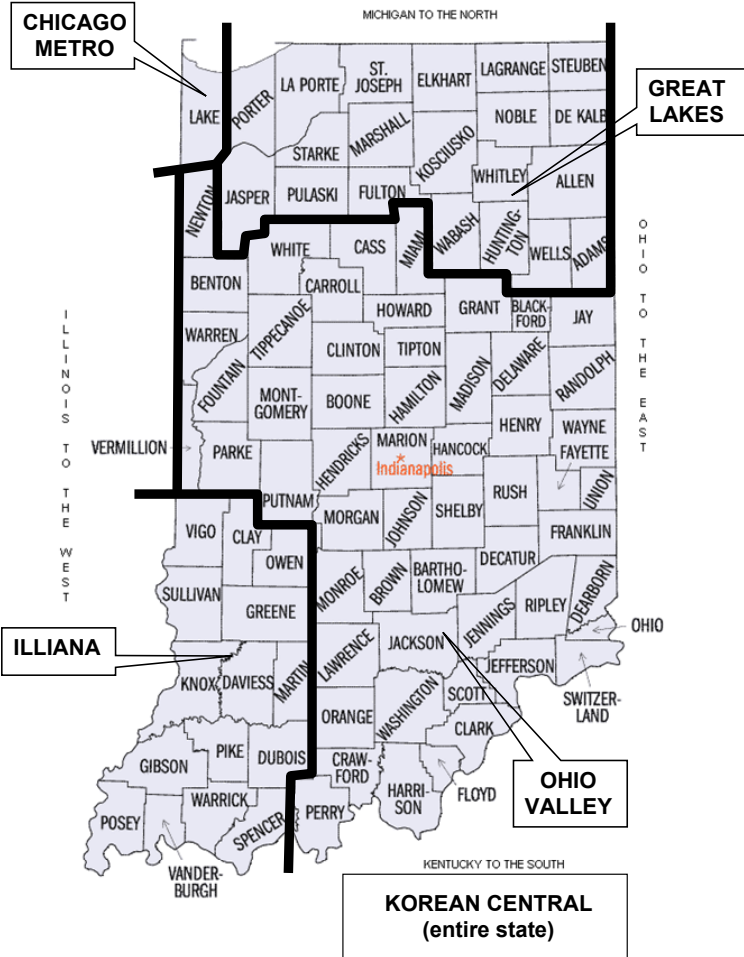 MICHIGAN TO THE NORTH
CHICAGO
METRO
GREAT
LAKES
LAKE
PORTER
LA PORTE
ST.
JOSEPH
ELKHART
LAGRANGE
STEUBEN
NOBLE
DE KALB
MARSHALL
KOSCIUSKO
STARKE
WHITLEY
ALLEN
NEWTON
JASPER
PULASKI
FULTON
MIAMI
WABASH
HUNTING-
TON
WELLS
ADAMS
WHITE
CASS
BENTON
CARROLL
HOWARD
GRANT
BLACK-
FORD
JAY
WARREN
TIPPECANOE
CLINTON
TIPTON
MADISON
DELAWARE
RANDOLPH
FOUNTAIN
MONT-
GOMERY
BOONE
HAMILTON
HENRY
WAYNE
VERMILLION
PARKE
HENDRICKS
MARION
Indianapolis
HANCOCK
FAYETTE
UNION
PUTNAM
MORGAN
JOHNSON
SHELBY
RUSH
FRANKLIN
VIGO
CLAY
OWEN
MONROE
BROWN
BARTHO-
LOMEW
DECATUR
DEARBORN
SULLIVAN
GREENE
JENNINGS
RIPLEY
OHIO
ILLIANA
LAWRENCE
JACKSON
JEFFERSON
SWITZER-
LAND
KNOX
DAVIESS
MARTIN
ORANGE
WASHINGTON
SCOTT
CLARK
GIBSON
PIKE
DUBOIS
CRAW-
FORD
HARRI-
SON
FLOYD
OHIO
VALLEY
POSEY
WARRICK
SPENCER
PERRY
VANDER-
BURGH
ILLINOIS TO THE WEST
OHIO TO THE EAST
KENTUCKY TO THE SOUTH
KOREAN CENTRAL
(entire state)